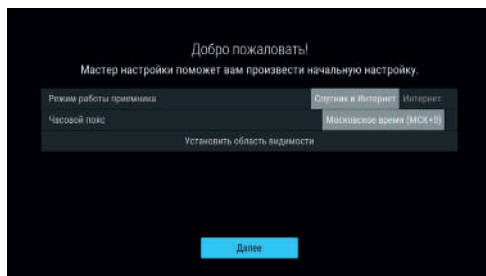 Добро пожаловать!
Мастер настройки поможет вам произвести начальную настройку.
Режим работы приемника Спутник и Интернет Интернет
Часовой пояс Московское время (МСК+0)
Установить область видимости
Далее